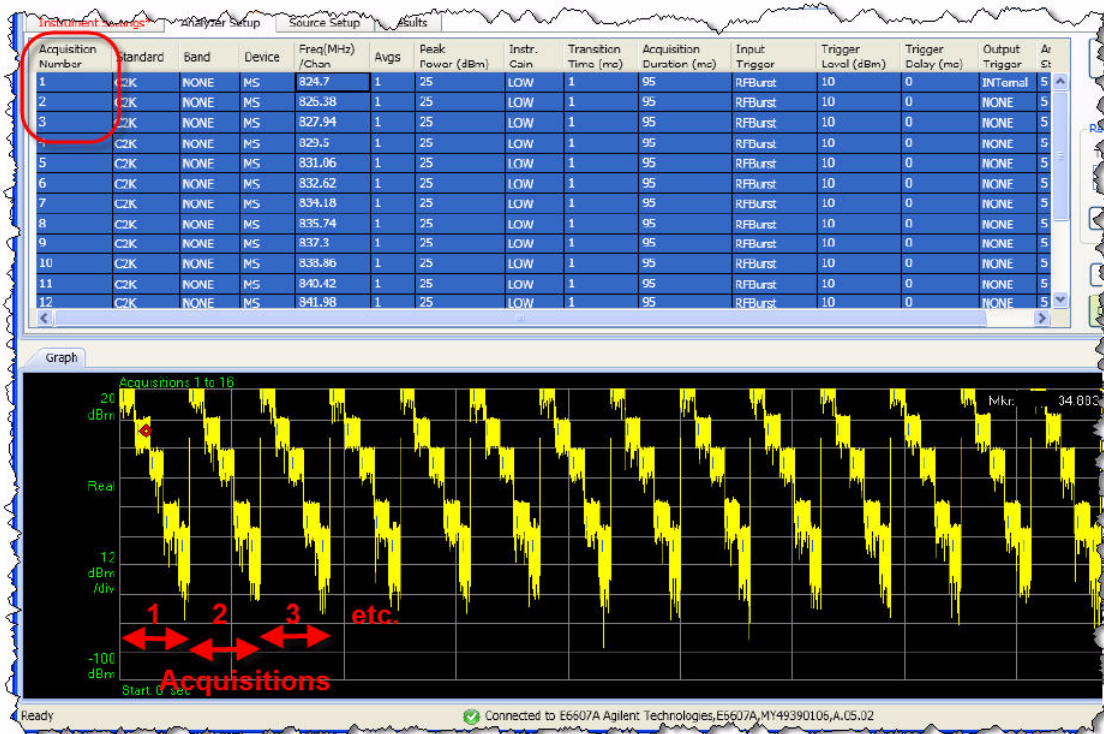 Instrument Settings* Analyzer Setup Source Setup Results
Acquisition Number Standard Band Device Freq(MHz) /Chan Avgs Peak Power (dBm) Instr. Gain Transition Time (ms) Acquisition Duration (ms) Input Trigger Trigger Level (dBm) Trigger Delay (ms) Output Trigger
1 C2K NONE MS 824.7 1 25 LOW 1 95 RFBurst 10 0 INTernal 5
2 C2K NONE MS 826.38 1 25 LOW 1 95 RFBurst 10 0 NONE 5
3 C2K NONE MS 827.94 1 25 LOW 1 95 RFBurst 10 0 NONE 5
4 C2K NONE MS 829.5 1 25 LOW 1 95 RFBurst 10 0 NONE 5
5 C2K NONE MS 831.06 1 25 LOW 1 95 RFBurst 10 0 NONE 5
6 C2K NONE MS 832.62 1 25 LOW 1 95 RFBurst 10 0 NONE 5
7 C2K NONE MS 834.18 1 25 LOW 1 95 RFBurst 10 0 NONE 5
8 C2K NONE MS 835.74 1 25 LOW 1 95 RFBurst 10 0 NONE 5
9 C2K NONE MS 837.3 1 25 LOW 1 95 RFBurst 10 0 NONE 5
10 C2K NONE MS 838.86 1 25 LOW 1 95 RFBurst 10 0 NONE 5
11 C2K NONE MS 840.42 1 25 LOW 1 95 RFBurst 10 0 NONE 5
12 C2K NONE MS 841.98 1 25 LOW 1 95 RFBurst 10 0 NONE 5
Graph
Acquisitions 1 to 16
20 dBm
Mkr: 34.883
Real
12 dBm /div
1 2 3 etc.
Acquisitions
-100 dBm
Start 0 sec
Ready Connected to E6607A Agilent Technologies,E6607A,MY49390106,A.05.02